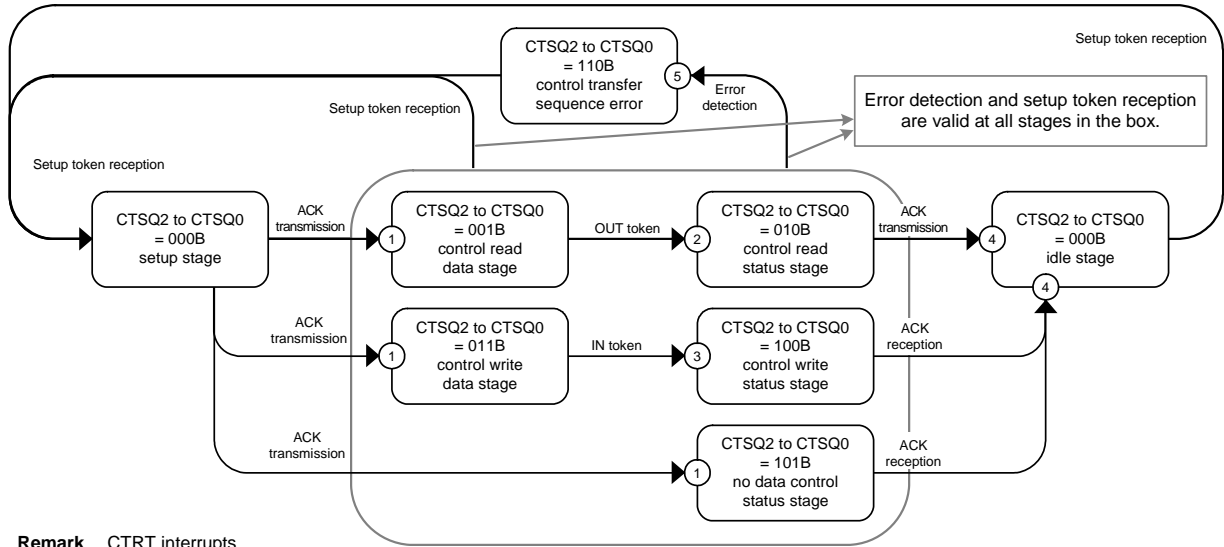 Setup token reception
CTSQ2 to CTSQ0
= 110B
control transfer
sequence error
5
Error
detection
Setup token reception
Error detection and setup token reception
are valid at all stages in the box.
Setup token reception
CTSQ2 to CTSQ0
= 000B
setup stage
ACK
transmission
1
CTSQ2 to CTSQ0
= 001B
control read
data stage
OUT token
2
CTSQ2 to CTSQ0
= 010B
control read
status stage
ACK
transmission
4
CTSQ2 to CTSQ0
= 000B
idle stage
4
ACK
transmission
1
CTSQ2 to CTSQ0
= 011B
control write
data stage
IN token
3
CTSQ2 to CTSQ0
= 100B
control write
status stage
ACK
reception
ACK
transmission
1
CTSQ2 to CTSQ0
= 101B
no data control
status stage
ACK
reception
Remark CTRT interrupts